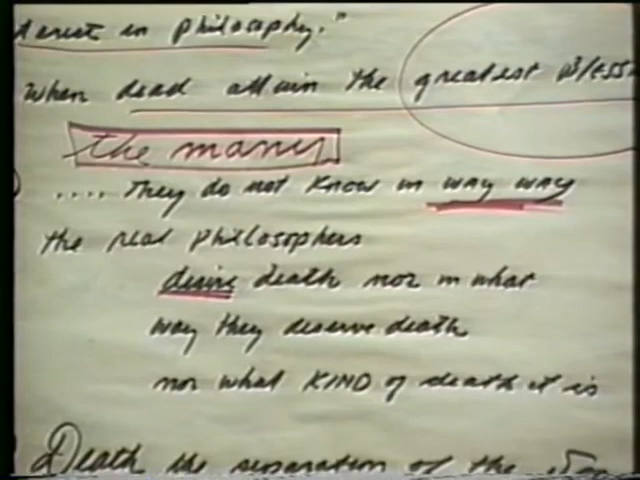 in philosophy."
When dead attain the greatest
the many
.... They do not know in way way
the real philosophers
desire death nor in what
way they deserve death
nor what KIND of death it is
Death the separation of the